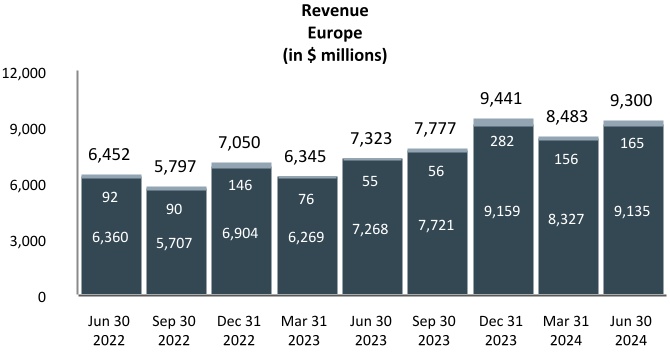 Revenue
Europe
(in $ millions)
12,000
9,000
6,000
3,000
0
6,452 5,797 7,050 6,345 7,323 7,777 9,441 8,483 9,300
92 90 146 76 55 56 282 156 165
6,360 5,707 6,904 6,269 7,268 7,721 9,159 8,327 9,135
Jun 30 Sep 30 Dec 31 Mar 31 Jun 30 Sep 30 Dec 31 Mar 31 Jun 30
2022 2022 2022 2023 2023 2023 2023 2024 2024